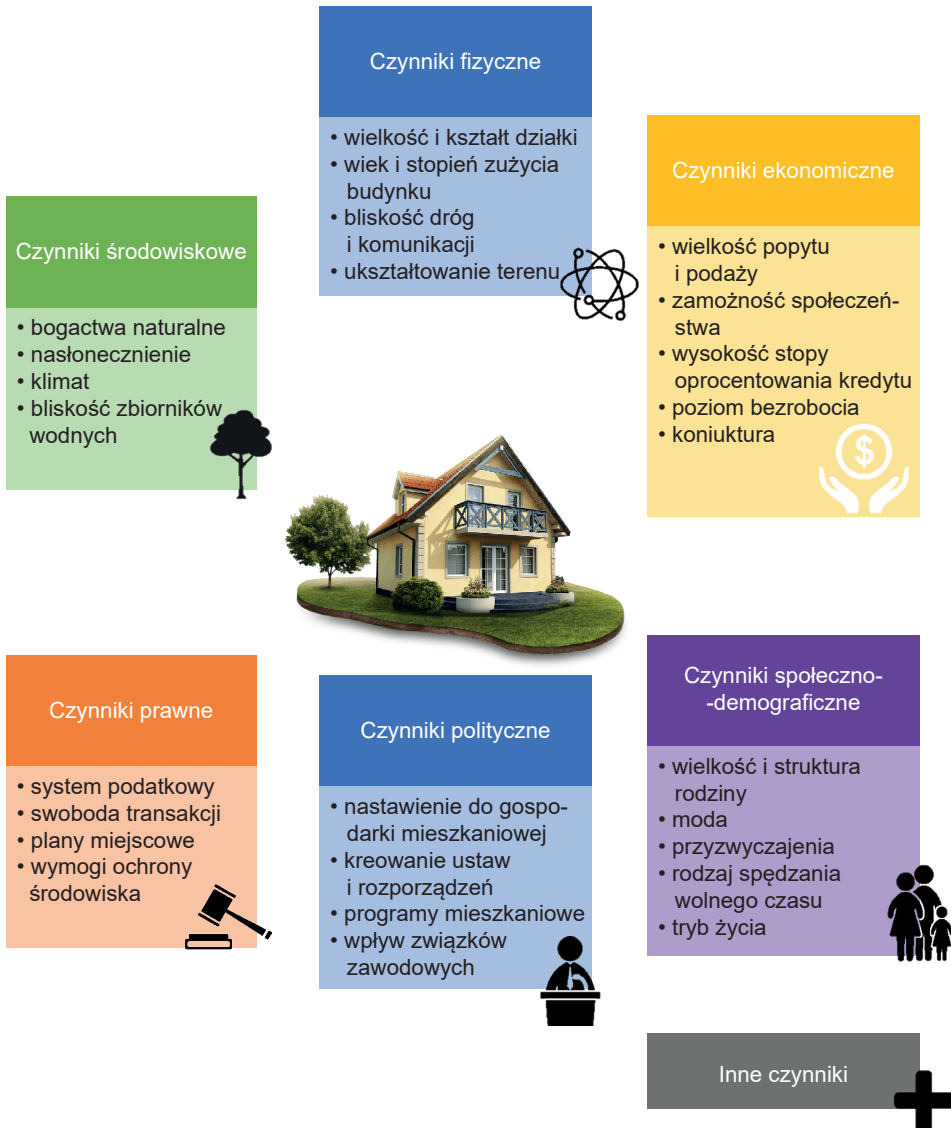 Czynniki fizyczne
• wielkość i kształt działki
• wiek i stopień zużycia
budynku
• bliskość dróg
i komunikacji
• ukształtowanie terenu
Czynniki ekonomiczne
• wielkość popytu
i podaży
• zamożność społeczeń-
stwa
• wysokość stopy
oprocentowania kredytu
• poziom bezrobocia
• koniuktura
$
Czynniki środowiskowe
• bogactwa naturalne
• nasłonecznienie
• klimat
• bliskość zbiorników
wodnych
Czynniki prawne
• system podatkowy
• swoboda transakcji
• plany miejscowe
• wymogi ochrony
środowiska
Czynniki polityczne
• nastawienie do gospo-
darki mieszkaniowej
• kreowanie ustaw
i rozporządzeń
• programy mieszkaniowe
• wpływ związków
zawodowych
Czynniki społeczno-
-demograficzne
• wielkość i struktura
rodziny
• moda
• przyzwyczajenia
• rodzaj spędzania
wolnego czasu
• tryb życia
Inne czynniki